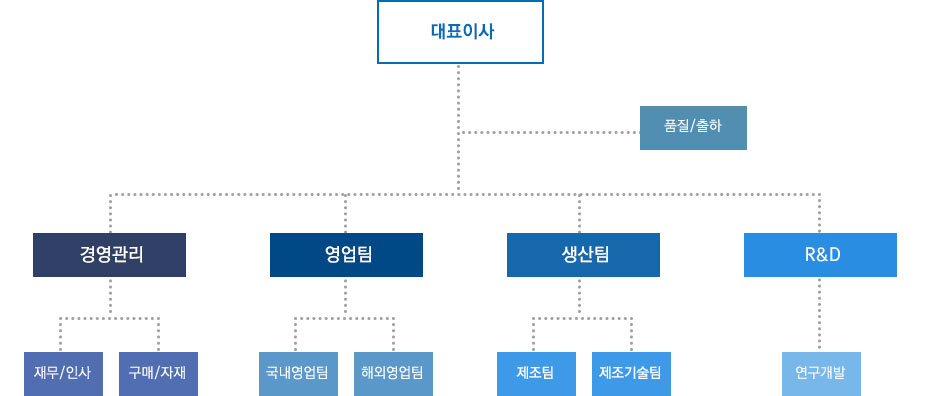 대표이사
품질/출하
경영관리
영업팀
생산팀
R&D
재무/인사
구매/자재
국내영업팀
해외영업팀
제조팀
제조기술팀
연구개발